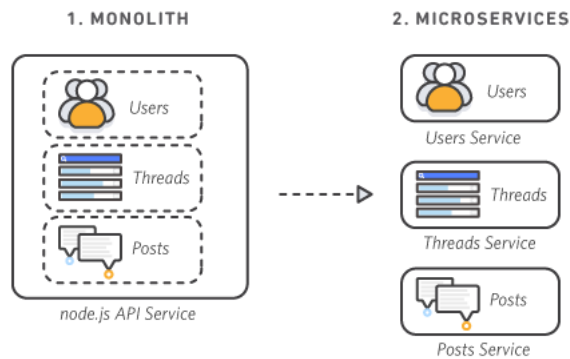 1. MONOLITH
Users
Threads
Posts
node.js API Service
2. MICROSERVICES
Users
Users Service
Threads
Threads Service
Posts
Posts Service